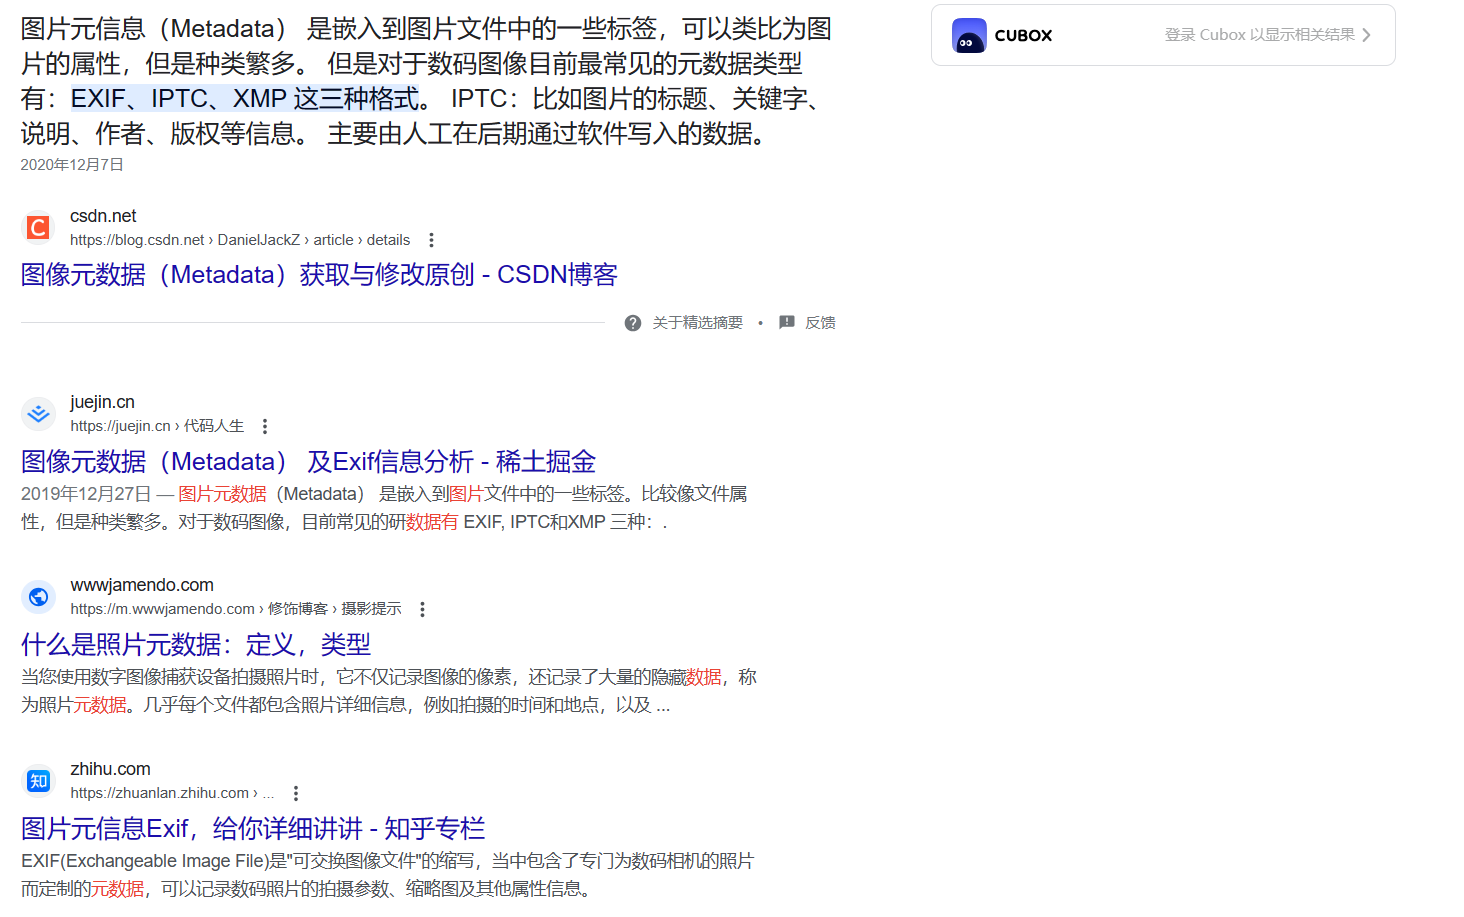 图片元信息（Metadata） 是嵌入到图片文件中的一些标签，可以类比为图
片的属性，但是种类繁多。 但是对于数码图像目前最常见的元数据类型
有：EXIF、IPTC、XMP 这三种格式。 IPTC：比如图片的标题、关键字、
说明、作者、版权等信息。 主要由人工在后期通过软件写入的数据。
2020年12月7日
csdn.net
https://blog.csdn.net › DanielJackZ › article › details
图像元数据（Metadata）获取与修改原创 - CSDN博客
关于精选摘要 • 反馈
juejin.cn
https://juejin.cn › 代码人生
图像元数据（Metadata） 及Exif信息分析 - 稀土掘金
2019年12月27日 — 图片元数据（Metadata） 是嵌入到图片文件中的一些标签。比较像文件属
性，但是种类繁多。对于数码图像，目前常见的研数据有 EXIF, IPTC和XMP 三种：.
wwwjamendo.com
https://m.wwwjamendo.com › 修饰博客 › 摄影提示
什么是照片元数据：定义，类型
当您使用数字图像捕获设备拍摄照片时，它不仅记录图像的像素，还记录了大量的隐藏数据，称
为照片元数据。几乎每个文件都包含照片详细信息，例如拍摄的时间和地点，以及 ...
知
zhihu.com
https://zhuanlan.zhihu.com › ...
图片元信息Exif，给你详细讲讲 - 知乎专栏
EXIF(Exchangeable Image File)是"可交换图像文件"的缩写，当中包含了专门为数码相机的照片
而定制的元数据，可以记录数码照片的拍摄参数、缩略图及其他属性信息。
CUBOX
登录 Cubox 以显示相关结果